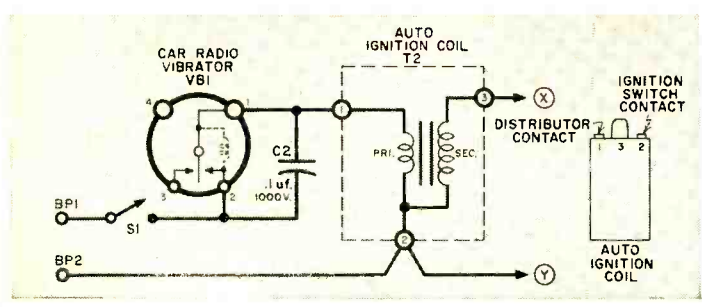 AUTO
IGNITION COIL
T2
CAR RADIO
VIBRATOR
VB1
IGNITION
SWITCH
CONTACT
DISTRIBUTOR
CONTACT
4
1
1
3
X
C2
PRI.
SEC.
1 3 2
.1 uf.
1000V.
3
2
BP1
S1
2
AUTO
IGNITION
COIL
BP2
Y